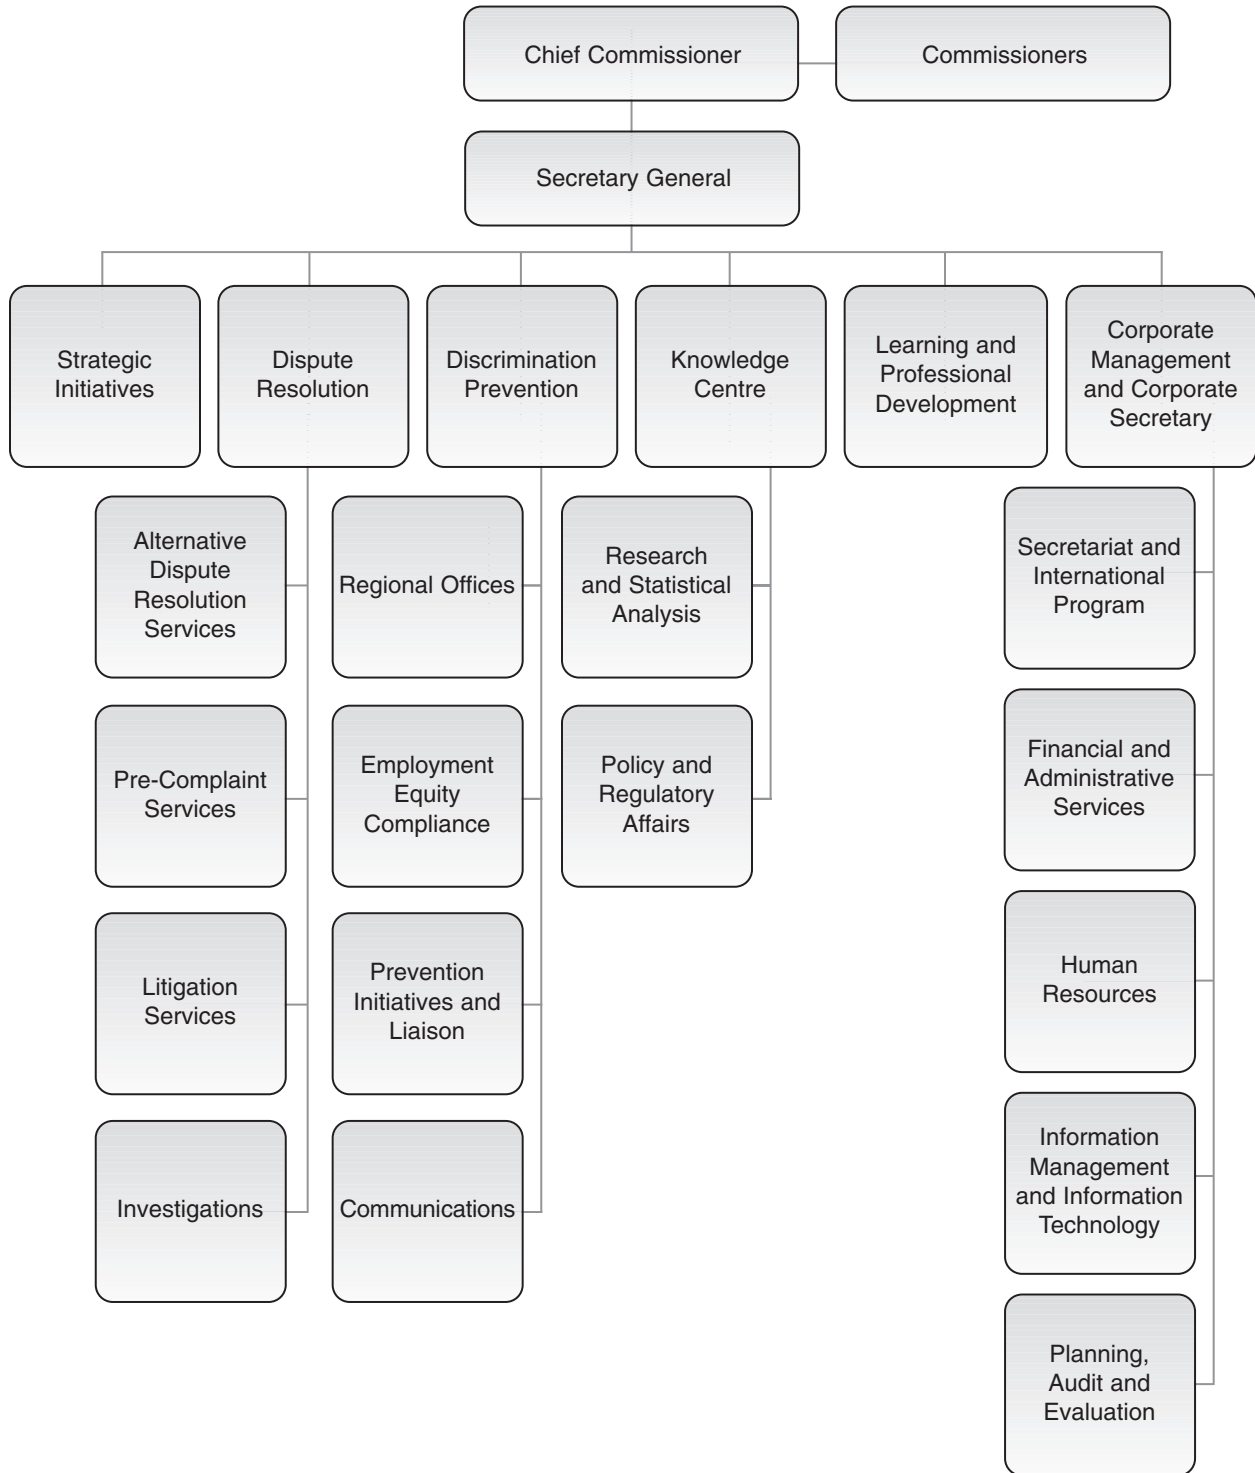 Chief Commissioner
Commissioners
Secretary General
Strategic
Initiatives
Dispute
Resolution
Discrimination
Prevention
Knowledge
Centre
Learning and
Professional
Development
Corporate
Management
and Corporate
Secretary
Alternative
Dispute
Resolution
Services
Pre-Complaint
Services
Litigation
Services
Investigations
Regional Offices
Employment
Equity
Compliance
Prevention
Initiatives and
Liaison
Communications
Research
and Statistical
Analysis
Policy and
Regulatory
Affairs
Secretariat and
International
Program
Financial and
Administrative
Services
Human
Resources
Information
Management
and Information
Technology
Planning,
Audit and
Evaluation